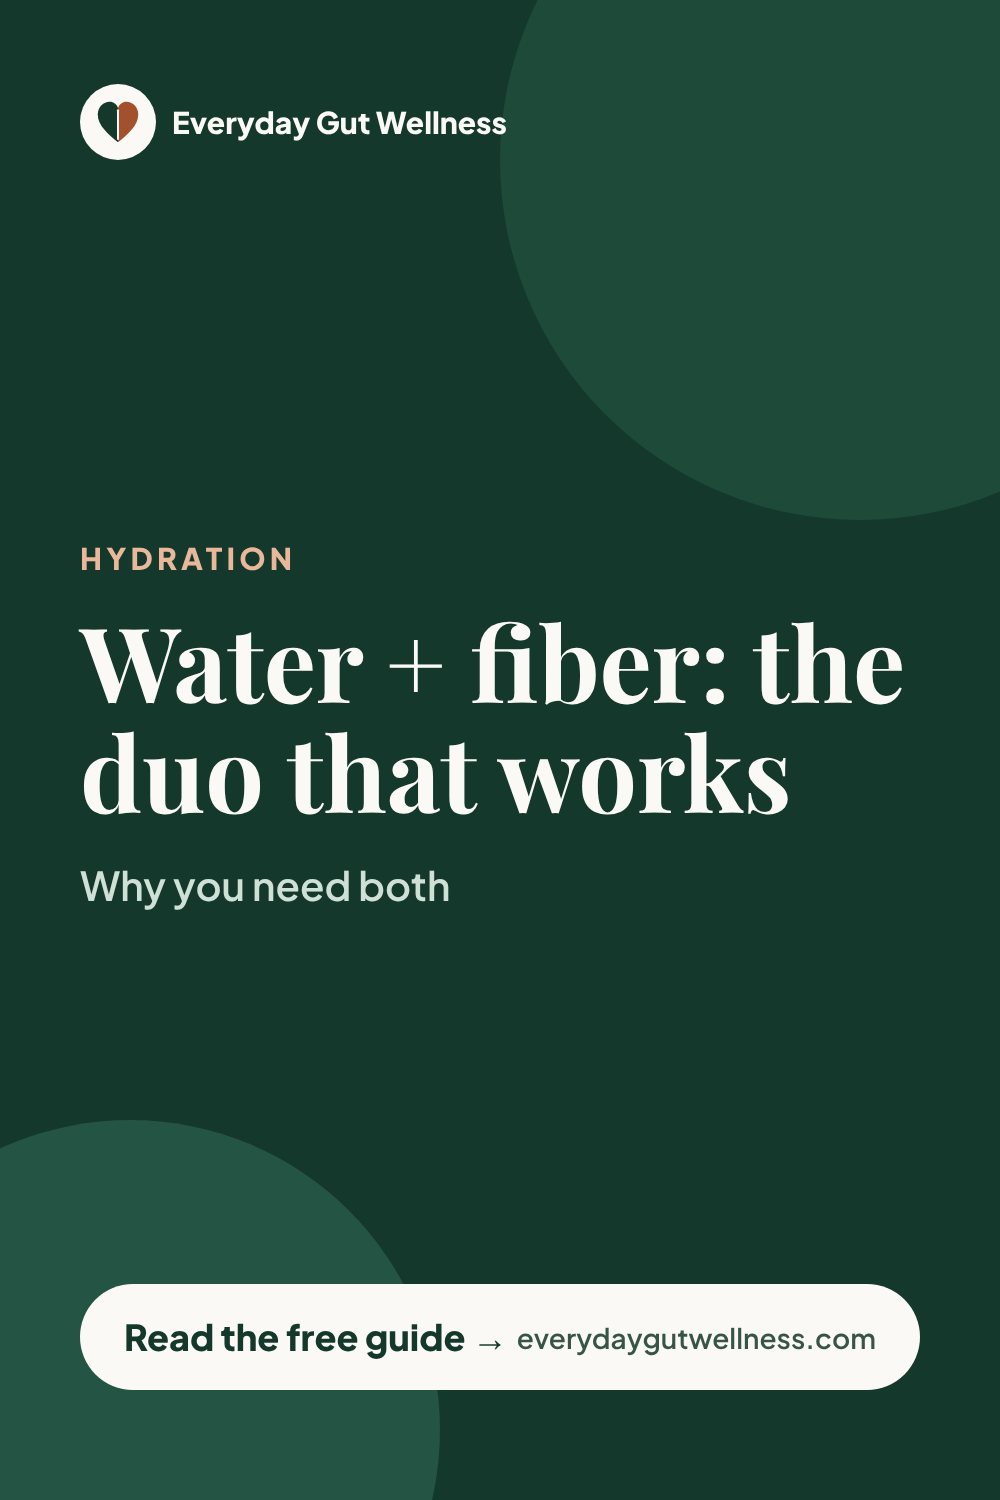 Everyday Gut Wellness
HYDRATION
Water + fiber: the
duo that works
Why you need both
Read the free guide → everydaygutwellness.com